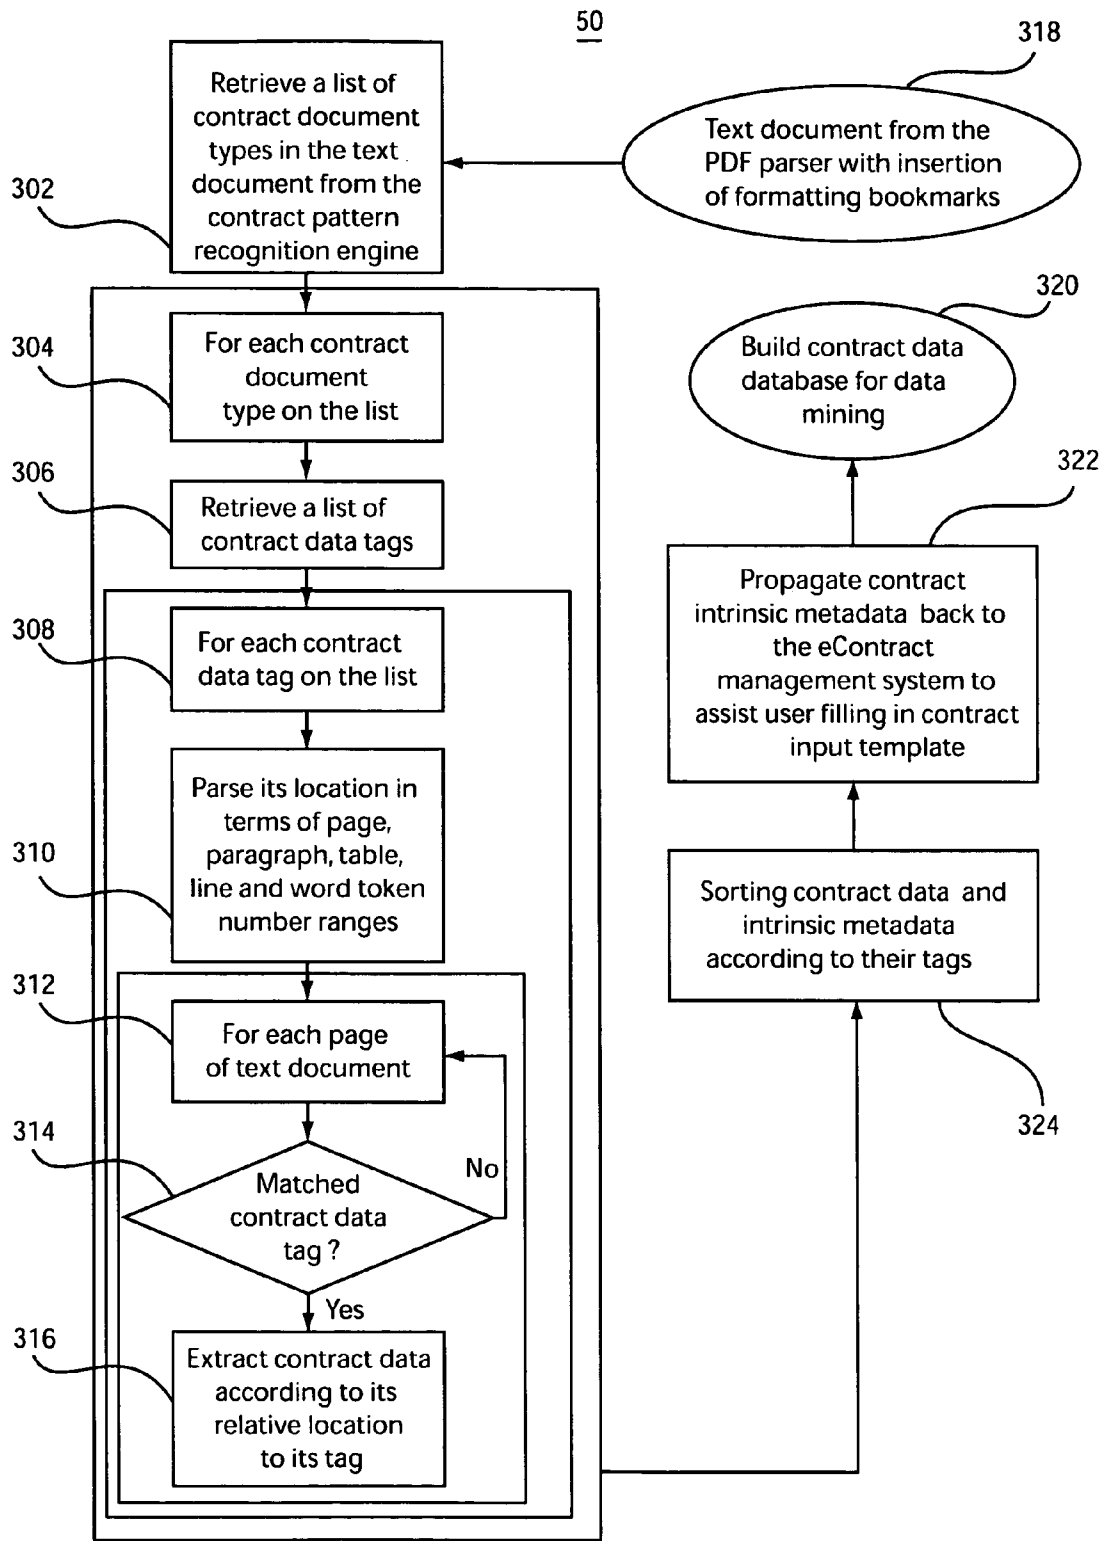 50
318
Retrieve a list of
contract document
types in the text
document from the
contract pattern
recognition engine
Text document from the
PDF parser with insertion
of formatting bookmarks
302
320
304
For each contract
document
type on the list
Build contract data
database for data
mining
306
322
Retrieve a list of
contract data tags
Propagate contract
intrinsic metadata back to
the eContract
management system to
assist user filling in contract
input template
308
For each contract
data tag on the list
310
Parse its location in
terms of page,
paragraph, table,
line and word token
number ranges
Sorting contract data and
intrinsic metadata
according to their tags
312
For each page
of text document
324
314
No
Matched
contract data
tag ?
Yes
316
Extract contract data
according to its
relative location
to its tag